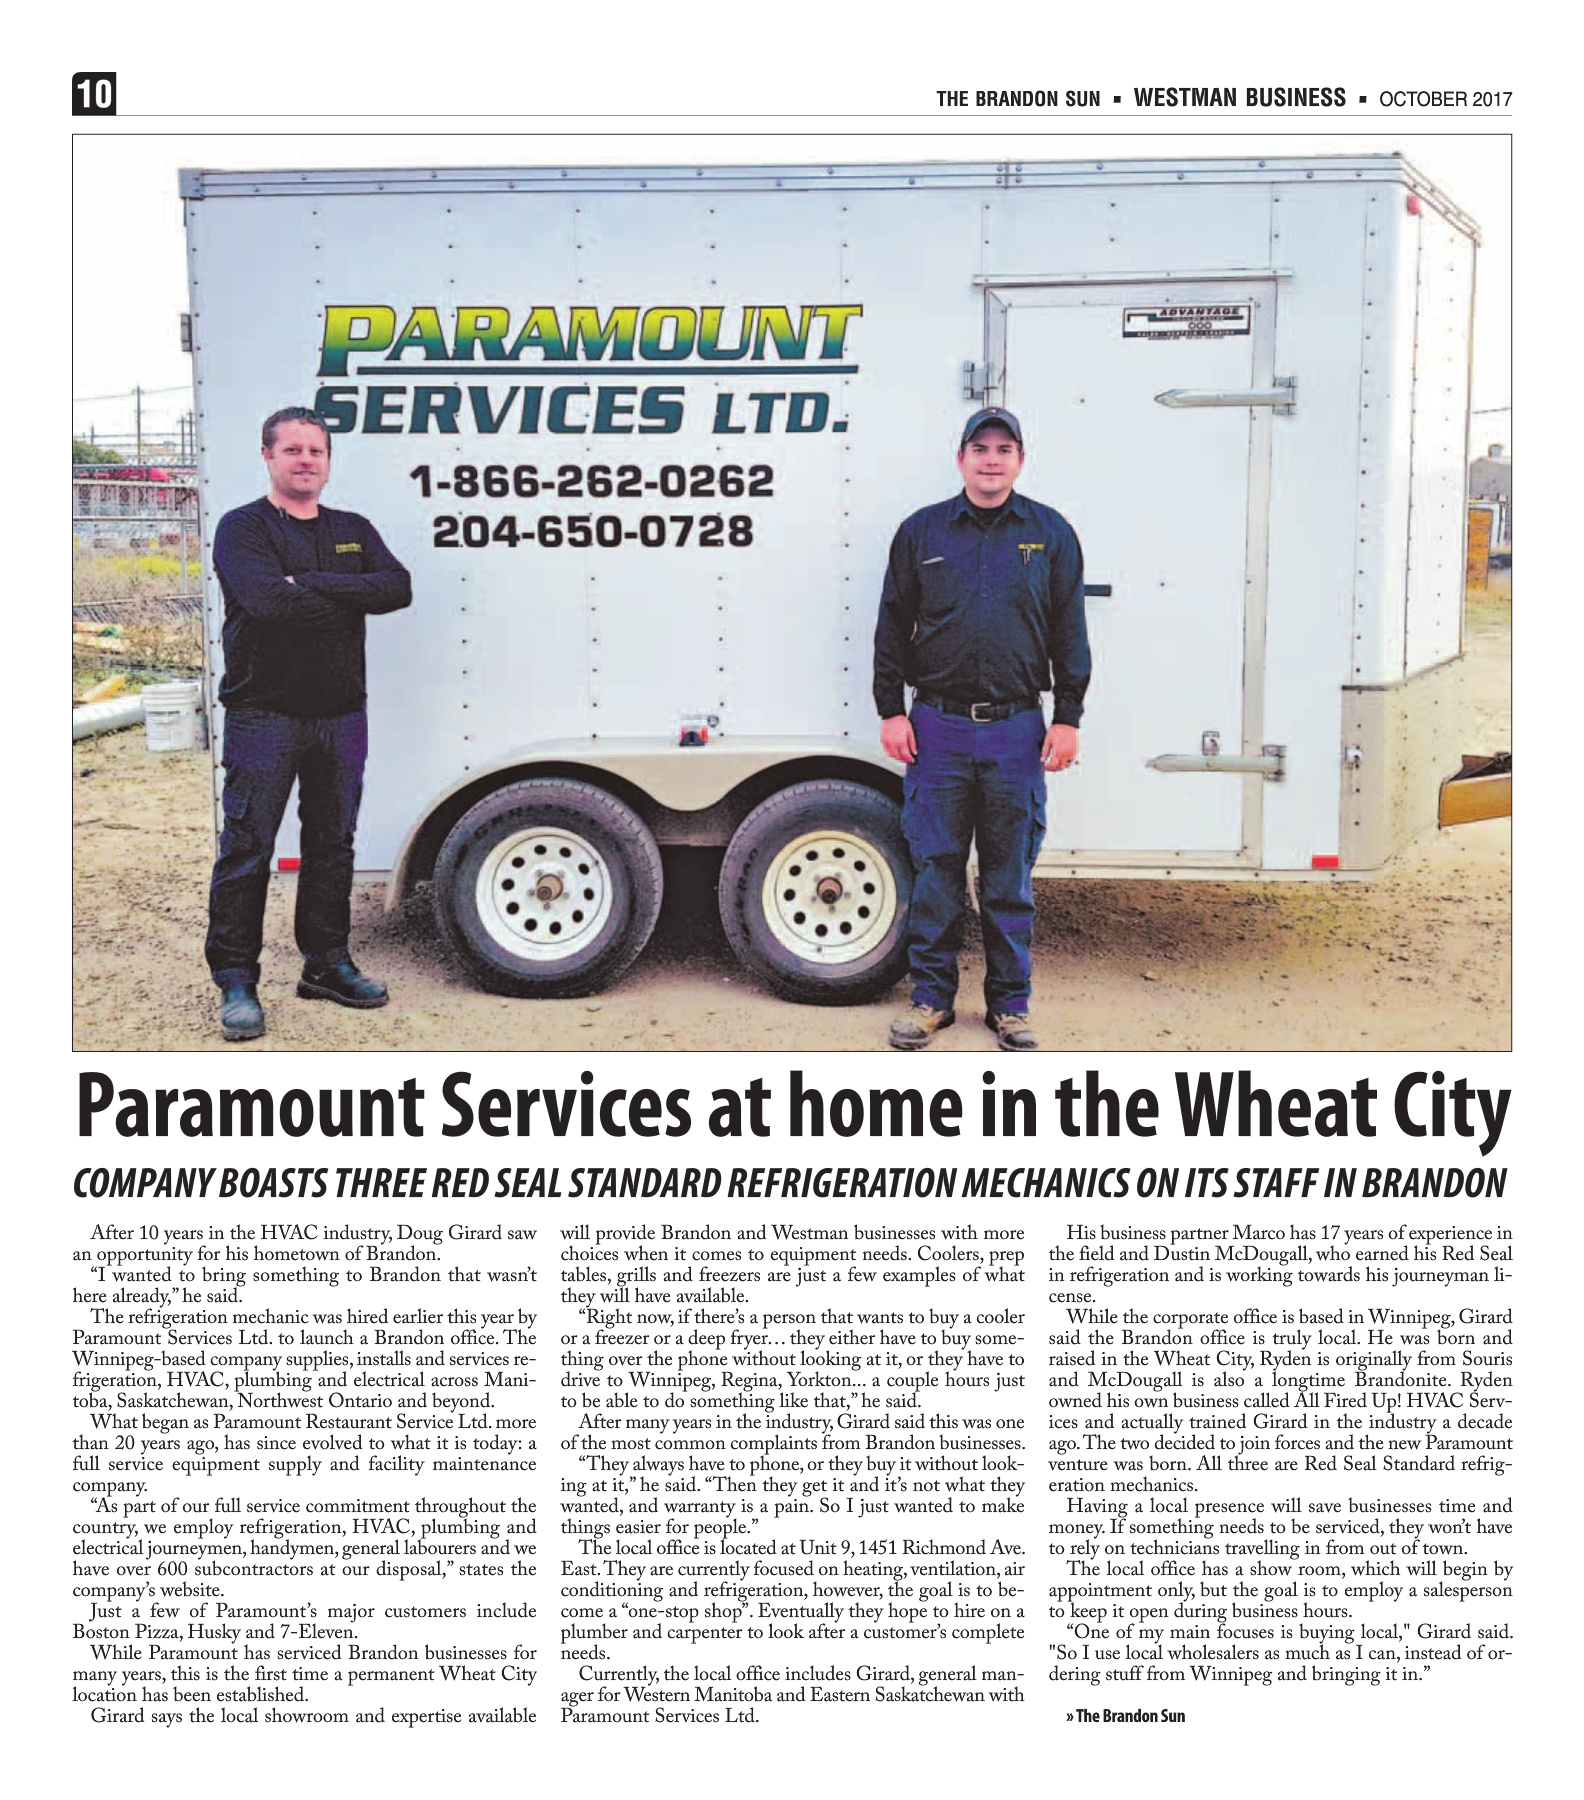 10
THE BRANDON SUN ▪ WESTMAN BUSINESS ▪ OCTOBER 2017
ADVANTAGE
PARAMOUNT
SERVICES LTD.
1-866-262-0262
204-650-0728
Paramount Services at home in the Wheat City
COMPANY BOASTS THREE RED SEAL STANDARD REFRIGERATION MECHANICS ON ITS STAFF IN BRANDON
After 10 years in the HVAC industry, Doug Girard saw
an opportunity for his hometown of Brandon.
“I wanted to bring something to Brandon that wasn’t
here already,” he said.
The refrigeration mechanic was hired earlier this year by
Paramount Services Ltd. to launch a Brandon office. The
Winnipeg-based company supplies, installs and services re-
frigeration, HVAC, plumbing and electrical across Mani-
toba, Saskatchewan, Northwest Ontario and beyond.
What began as Paramount Restaurant Service Ltd. more
than 20 years ago, has since evolved to what it is today: a
full service equipment supply and facility maintenance
company.
“As part of our full service commitment throughout the
country, we employ refrigeration, HVAC, plumbing and
electrical journeymen, handymen, general labourers and we
have over 600 subcontractors at our disposal,” states the
company’s website.
Just a few of Paramount’s major customers include
Boston Pizza, Husky and 7-Eleven.
While Paramount has serviced Brandon businesses for
many years, this is the first time a permanent Wheat City
location has been established.
Girard says the local showroom and expertise available
will provide Brandon and Westman businesses with more
choices when it comes to equipment needs. Coolers, prep
tables, grills and freezers are just a few examples of what
they will have available.
“Right now, if there’s a person that wants to buy a cooler
or a freezer or a deep fryer… they either have to buy some-
thing over the phone without looking at it, or they have to
drive to Winnipeg, Regina, Yorkton... a couple hours just
to be able to do something like that,” he said.
After many years in the industry, Girard said this was one
of the most common complaints from Brandon businesses.
“They always have to phone, or they buy it without look-
ing at it,” he said. “Then they get it and it’s not what they
wanted, and warranty is a pain. So I just wanted to make
things easier for people.”
The local office is located at Unit 9, 1451 Richmond Ave.
East. They are currently focused on heating, ventilation, air
conditioning and refrigeration, however, the goal is to be-
come a “one-stop shop”. Eventually they hope to hire on a
plumber and carpenter to look after a customer’s complete
needs.
Currently, the local office includes Girard, general man-
ager for Western Manitoba and Eastern Saskatchewan with
Paramount Services Ltd.
His business partner Marco has 17 years of experience in
the field and Dustin McDougall, who earned his Red Seal
in refrigeration and is working towards his journeyman li-
cense.
While the corporate office is based in Winnipeg, Girard
said the Brandon office is truly local. He was born and
raised in the Wheat City, Ryden is originally from Souris
and McDougall is also a longtime Brandonite. Ryden
owned his own business called All Fired Up! HVAC Serv-
ices and actually trained Girard in the industry a decade
ago. The two decided to join forces and the new Paramount
venture was born. All three are Red Seal Standard refrig-
eration mechanics.
Having a local presence will save businesses time and
money. If something needs to be serviced, they won’t have
to rely on technicians travelling in from out of town.
The local office has a show room, which will begin by
appointment only, but the goal is to employ a salesperson
to keep it open during business hours.
“One of my main focuses is buying local," Girard said.
"So I use local wholesalers as much as I can, instead of or-
dering stuff from Winnipeg and bringing it in.”
» The Brandon Sun